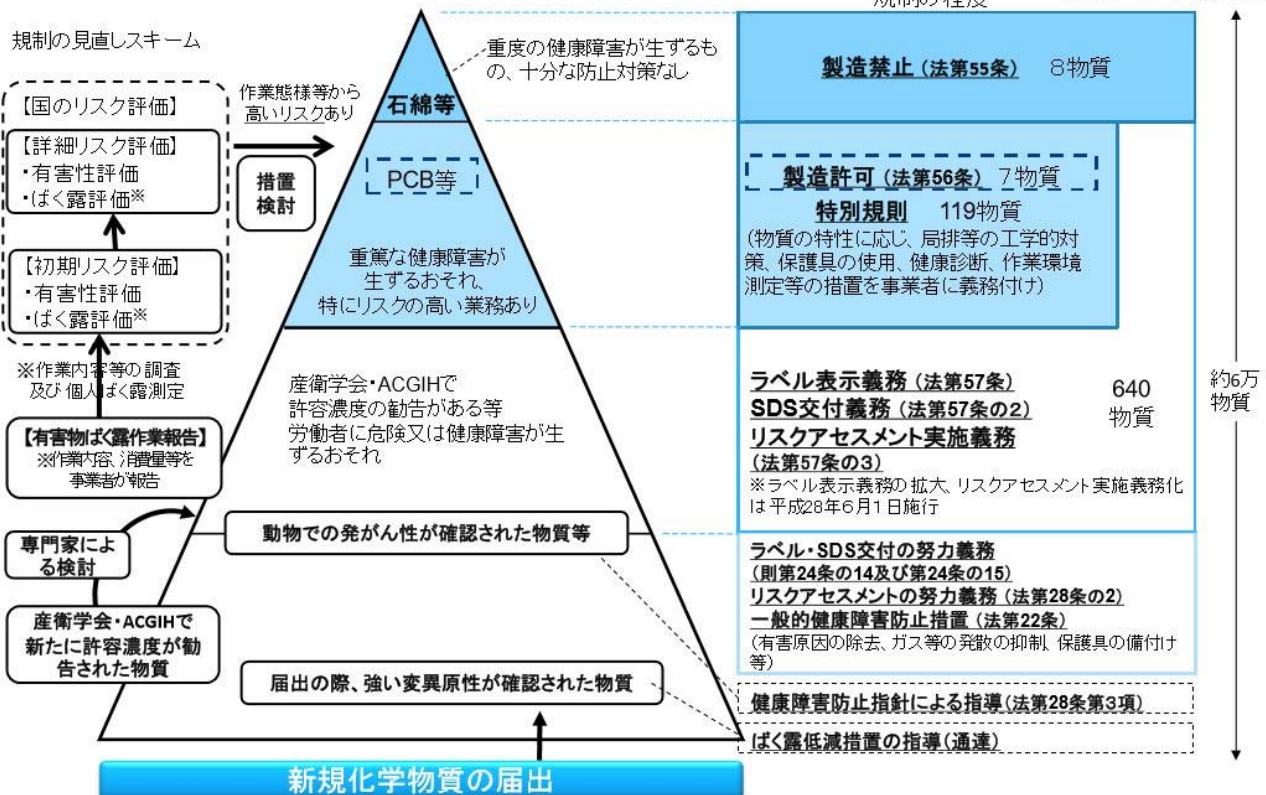 規制の程度
規制の見直しスキーム
【国のリスク評価】
【詳細リスク評価】
・有害性評価
・ばく露評価※
【初期リスク評価】
・有害性評価
・ばく露評価※
※作業内容等の調査
及び個人ばく露測定
【有害物ばく露作業報告】
※作業内容、消費量等を
事業者が報告
専門家によ
る検討
産衛学会・ACGIHで
新たに許容濃度が勧
告された物質
作業態様等から
高いリスクあり
措置
検討
重度の健康障害が生ずるも
の、十分な防止対策なし
石綿等
PCB等
重篤な健康障害が
生ずるおそれ、
特にリスクの高い業務あり
産衛学会・ACGIHで
許容濃度の勧告がある等
労働者に危険又は健康障害が生
ずるおそれ
動物での発がん性が確認された物質等
届出の際、強い変異原性が確認された物質
新規化学物質の届出
製造禁止（法第55条） 8物質
製造許可（法第56条） 7物質
特別規則 119物質
（物質の特性に応じ、局排等の工学的対
策、保護具の使用、健康診断、作業環境
測定等の措置を事業者に義務付け）
ラベル表示義務（法第57条）
SDS交付義務（法第57条の2）
リスクアセスメント実施義務
（法第57条の3）
※ラベル表示義務の拡大、リスクアセスメント実施義務化
は平成28年6月1日施行
640
物質
ラベル・SDS交付の努力義務
（則第24条の14及び第24条の15）
リスクアセスメントの努力義務（法第28条の2）
一般的健康障害防止措置（法第22条）
（有害原因の除去、ガス等の発散の抑制、保護具の備付け
等）
健康障害防止指針による指導（法第28条第3項）
ばく露低減措置の指導（通達）
約6万
物質